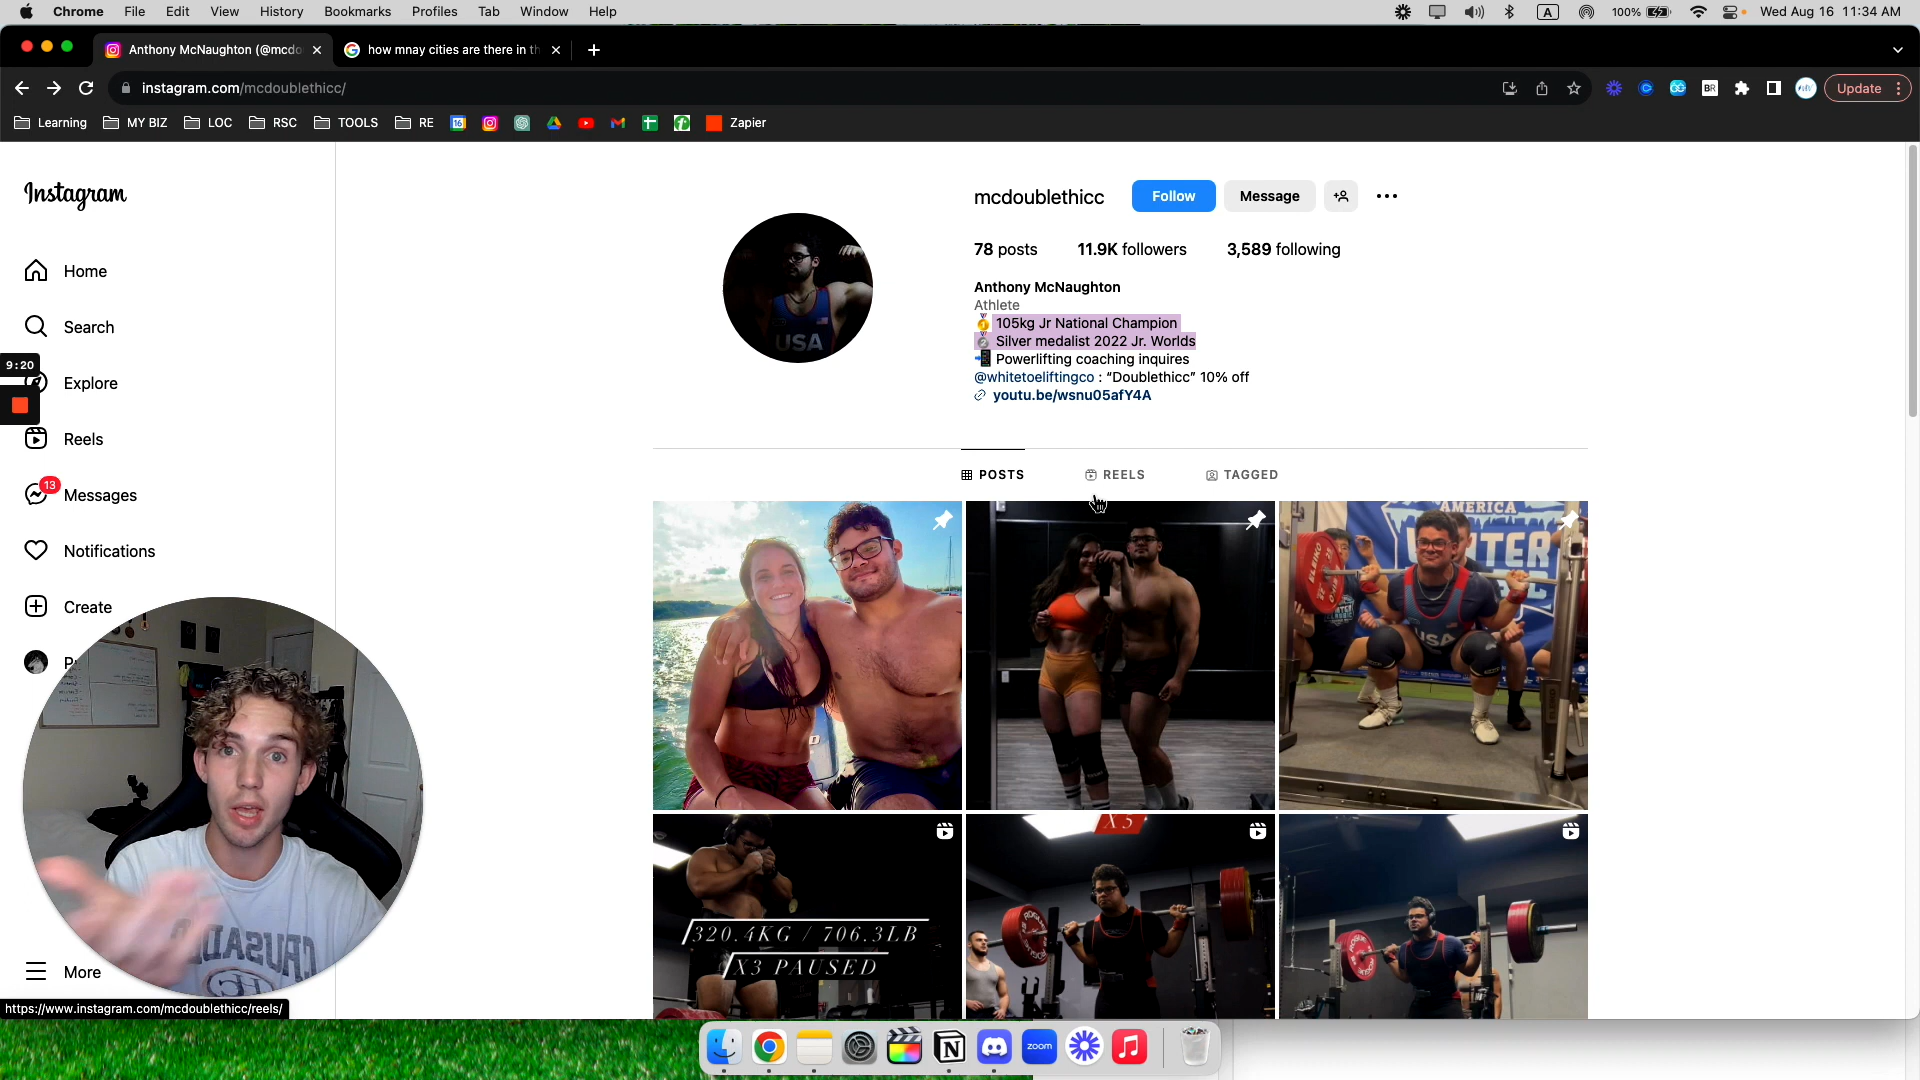 Chrome File Edit View History Bookmarks Profiles Tab Window Help
A 100% Wed Aug 16 11:34 AM
Anthony McNaughton (@mcdo
how mnay cities are there in th
instagram.com/mcdoublethicc/
BR Update
Learning MY BIZ LOC RSC TOOLS RE 16 Zapier
Instagram
Home
Search
9:20
Explore
Reels
13
Messages
Notifications
Create
More
https://www.instagram.com/mcdoublethicc/reels/
mcdoublethicc Follow Message
78 posts 11.9K followers 3,589 following
Anthony McNaughton
Athlete
105kg Jr National Champion
Silver medalist 2022 Jr. Worlds
Powerlifting coaching inquires
@whitetoeliftingco : “Doublethicc” 10% off
youtu.be/wsnu05afY4A
POSTS REELS TAGGED
USA
AMERICA
ELEIKO
USA
320.4KG / 706.3LB
X3 PAUSED
X3
zoom